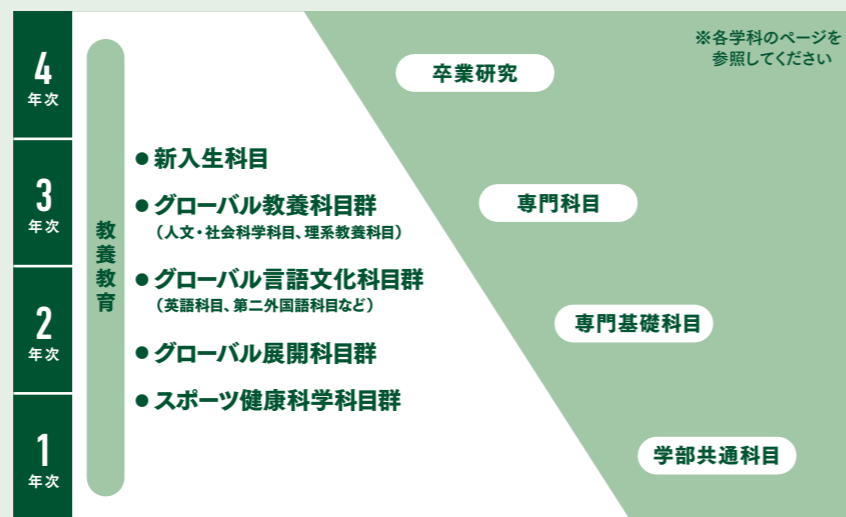 4
年次
3
年次
2
年次
1
年次
教養教育
● 新入生科目
● グローバル教養科目群
（人文・社会科学科目、理系教養科目）
● グローバル言語文化科目群
（英語科目、第二外国語科目など）
● グローバル展開科目群
● スポーツ健康科学科目群
※各学科のページを
参照してください
卒業研究
専門科目
専門基礎科目
学部共通科目